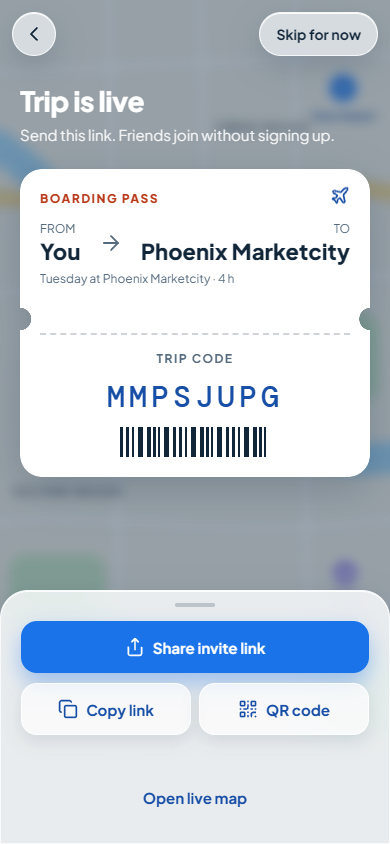 Skip for now
Trip is live
Send this link. Friends join without signing up.
BOARDING PASS
FROM
TO
You
Phoenix Marketcity
Tuesday at Phoenix Marketcity · 4 h
TRIP CODE
MMPSJUPG
Share invite link
Copy link
QR code
Open live map